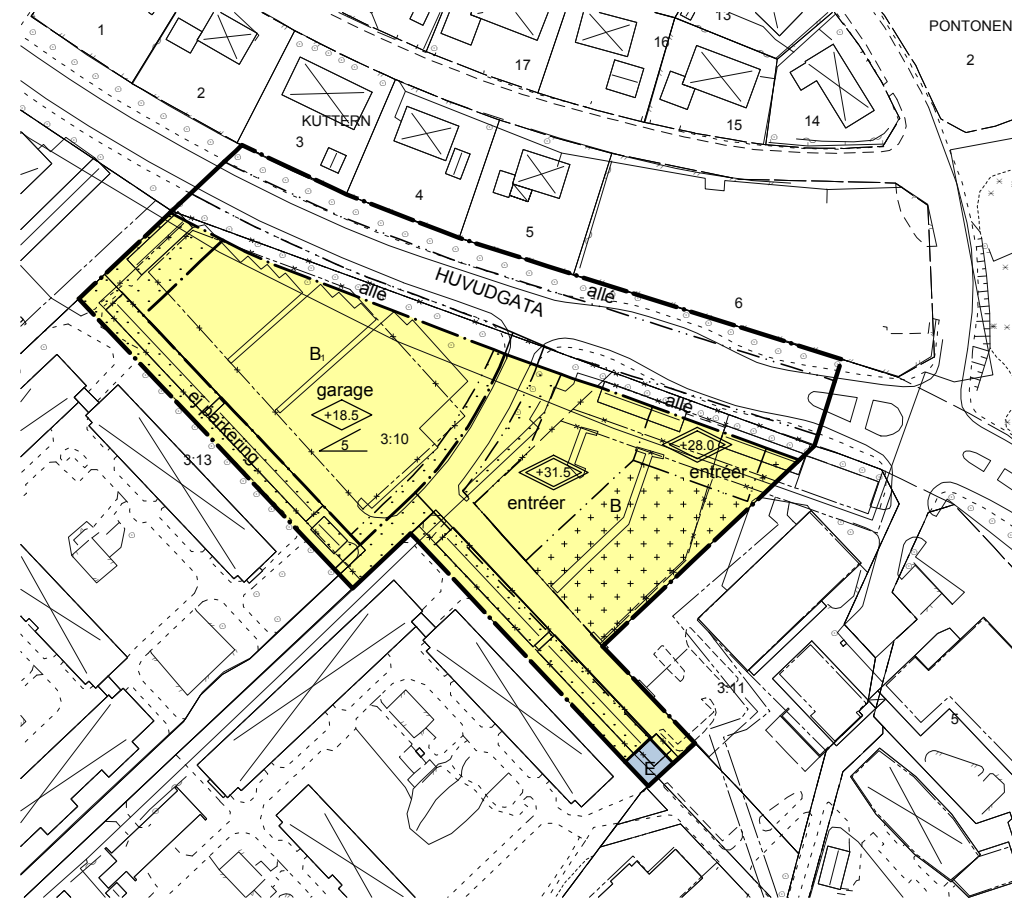 1
13
PONTONEN
16
2
17
2
KUTTERN
3
15
14
4
5
HUVUDGATA
allé
allé
6
B₁
garage
+18.5
5
3:10
allé
ej parkering
3:13
+28.0
+31.5
entréer
entréer
B
3:11
5
E